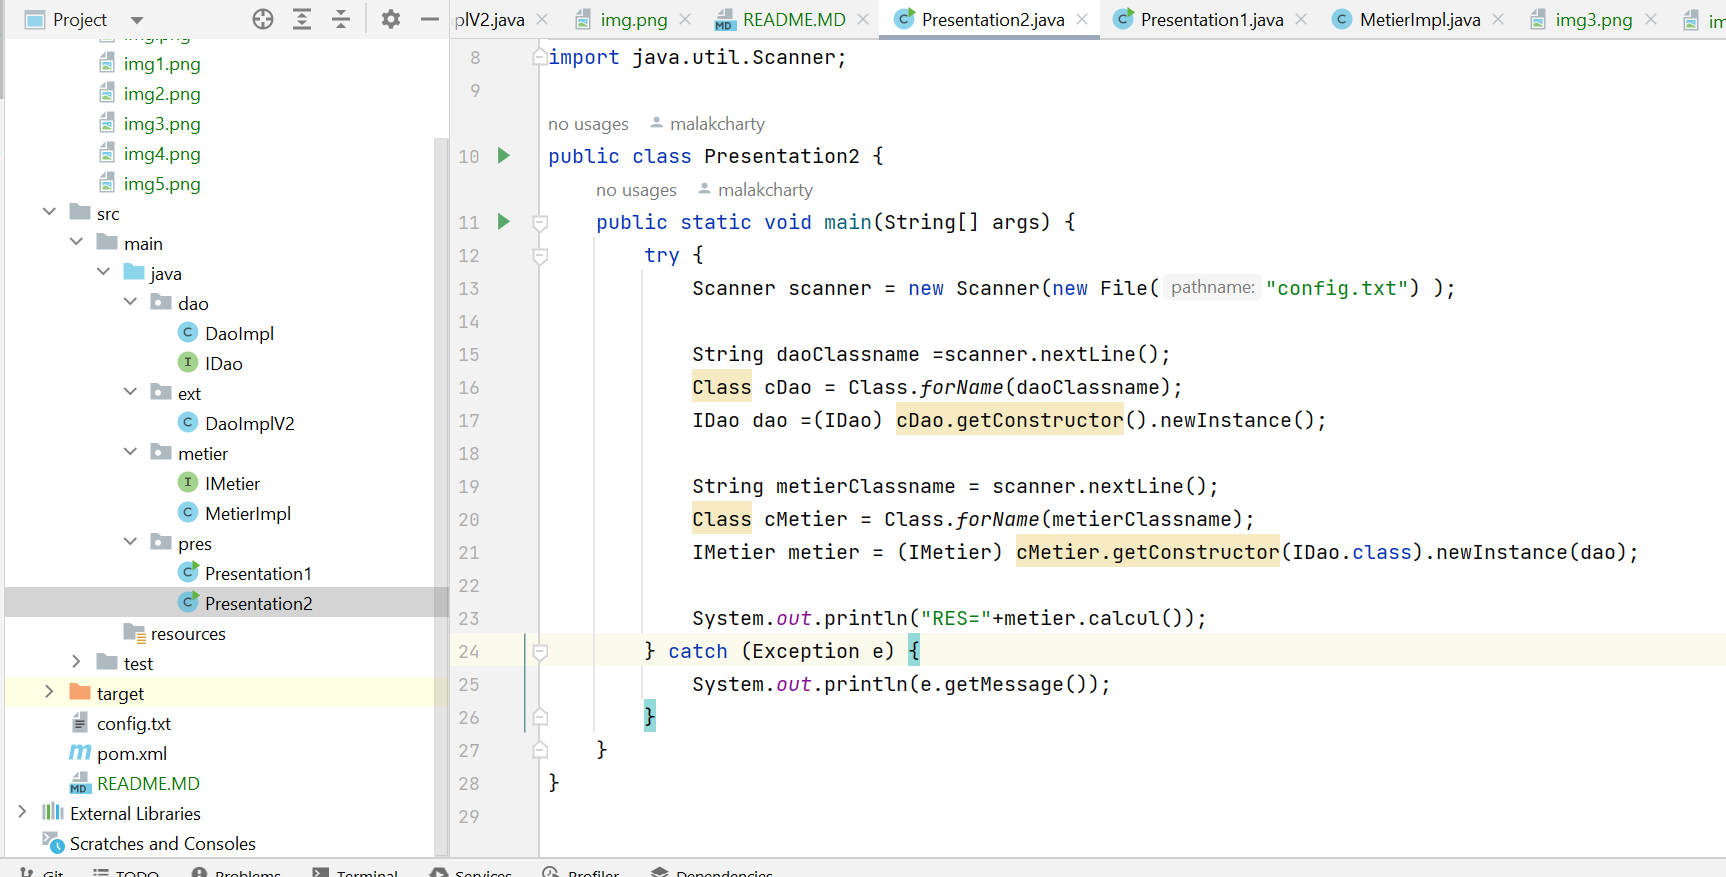 Project
plV2.java
img.png
README.MD
Presentation2.java
Presentation1.java
MetierImpl.java
img3.png
im
img.png
img1.png
img2.png
img3.png
img4.png
img5.png
src
main
java
dao
DaoImpl
IDao
ext
DaoImplV2
metier
IMetier
MetierImpl
pres
Presentation1
Presentation2
resources
test
target
config.txt
pom.xml
README.MD
External Libraries
Scratches and Consoles
8 import java.util.Scanner;
9
no usages malakcharty
10 public class Presentation2 {
no usages malakcharty
11 public static void main(String[] args) {
12 try {
13 Scanner scanner = new Scanner(new File( pathname: "config.txt") );
14
15 String daoClassname =scanner.nextLine();
16 Class cDao = Class.forName(daoClassname);
17 IDao dao =(IDao) cDao.getConstructor().newInstance();
18
19 String metierClassname = scanner.nextLine();
20 Class cMetier = Class.forName(metierClassname);
21 IMetier metier = (IMetier) cMetier.getConstructor(IDao.class).newInstance(dao);
22
23 System.out.println("RES="+metier.calcul());
24 } catch (Exception e) {
25 System.out.println(e.getMessage());
26 }
27 }
28 }
29
Git TODO Problems Terminal Services Profiler Dependencies